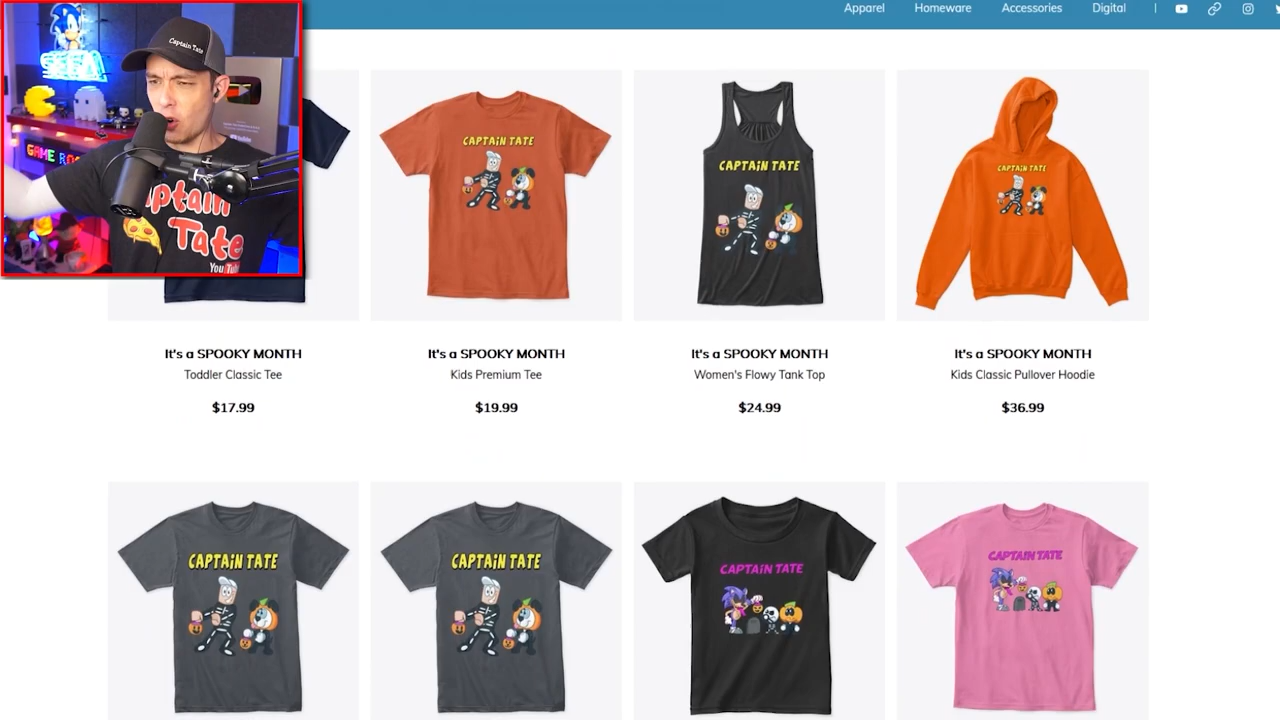 Apparel Homeware Accessories Digital
Captain Tate
SEGA
GAME RO
Captain
Tate
YouTu
CAPTAiN TATE
CAPTAiN TATE
CAPTAiN TATE
It's a SPOOKY MONTH
Toddler Classic Tee
$17.99
It's a SPOOKY MONTH
Kids Premium Tee
$19.99
It's a SPOOKY MONTH
Women's Flowy Tank Top
$24.99
It's a SPOOKY MONTH
Kids Classic Pullover Hoodie
$36.99
CAPTAiN TATE
CAPTAiN TATE
CAPTAiN TATE
CAPTAiN TATE